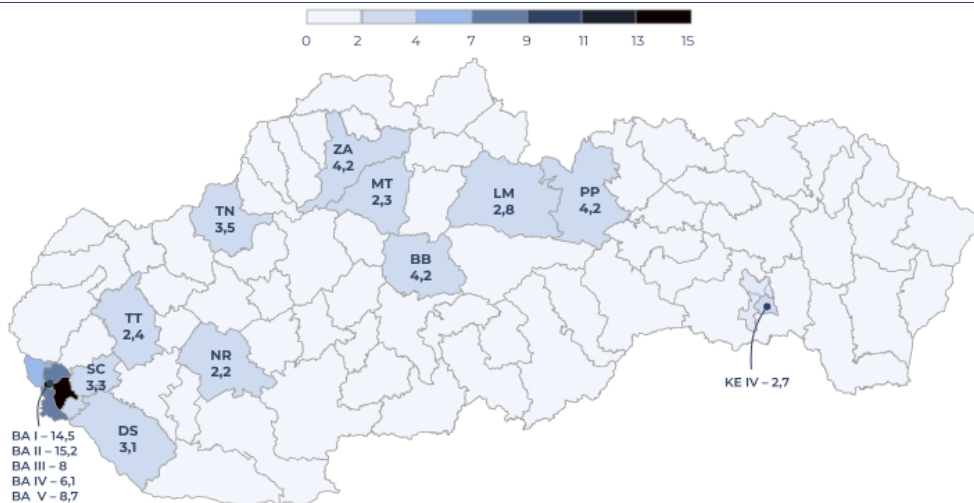 0 2 4 7 9 11 13 15
ZA
4,2
MT
2,3
LM
2,8
PP
4,2
TN
3,5
BB
4,2
TT
2,4
NR
2,2
SC
3,3
KE IV – 2,7
DS
3,1
BA I – 14,5
BA II – 15,2
BA III – 8
BA IV – 6,1
BA V – 8,7